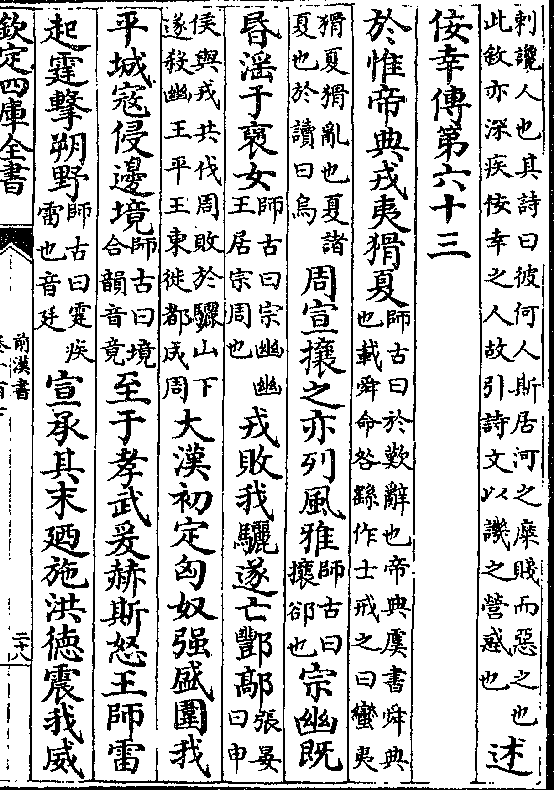 刺讒人也其詩曰彼何人斯居河之麋賤而惡之也
此敘亦深疾佞幸之人故引詩文以譏之營惑也
述
佞幸傳第六十三
於惟帝典戎夷猾夏
師古曰於歎辭也帝典虞書舜典
也載舜命咎繇作士戒之曰蠻夷
猾夏猾亂也夏諸
夏也於讀曰烏
周宣攘之亦列風雅
師古曰
攘卻也
宗幽既
昬淫于襃女
師古曰宗幽幽
王居宗周也
戎敗我驪遂亡酆鄗
張晏
曰申
侯與戎共伐周敗於驪山下
遂殺幽王平王東徙都成周
大漢初定匈奴强盛圍我
平城寇侵邊境
師古曰境
合韻音竟
至于孝武爰赫斯怒王師雷
起霆擊朔野
師古曰霆疾
雷也音廷
宣承其末廼施洪德震我威
欽定四庫全書
前漢書
二十八